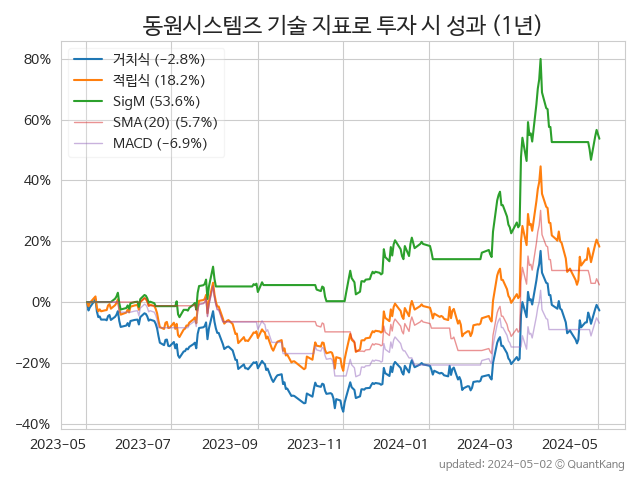 동원시스템즈 기술 지표로 투자 시 성과 (1년)
거치식 (−2.8%)
적립식 (18.2%)
SigM (53.6%)
SMA(20) (5.7%)
MACD (−6.9%)
80%
60%
40%
20%
0%
−20%
−40%
2023-05 2023-07 2023-09 2023-11 2024-01 2024-03 2024-05
updated: 2024-05-02 © QuantKang